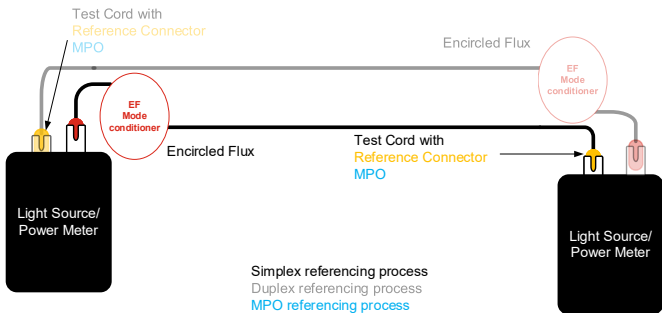 Test Cord with
Reference Connector
MPO
Encircled Flux
EF
Mode
conditioner
EF
Mode
conditioner
Encircled Flux
Test Cord with
Reference Connector
MPO
Light Source/
Power Meter
Light Source/
Power Meter
Simplex referencing process
Duplex referencing process
MPO referencing process